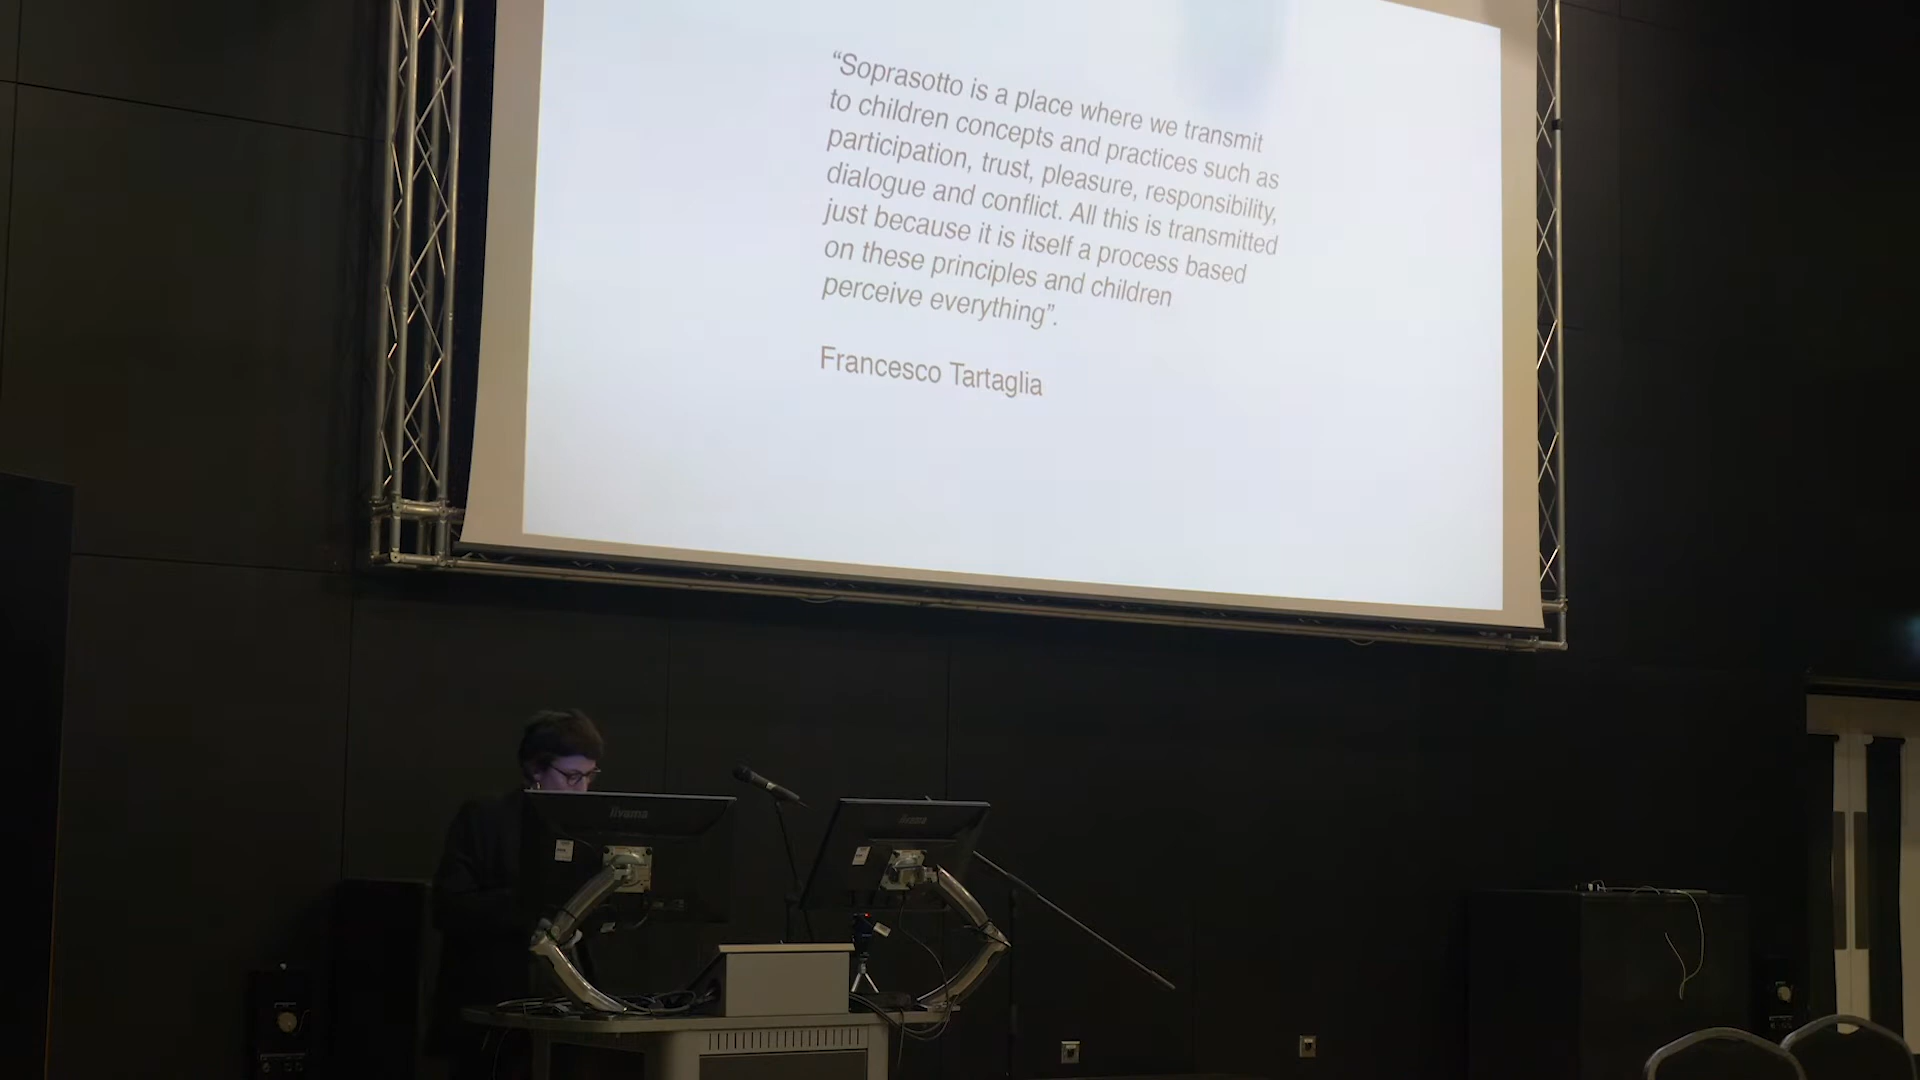 “Soprasotto is a place where we transmit
to children concepts and practices such as
participation, trust, pleasure, responsibility,
dialogue and conflict. All this is transmitted
just because it is itself a process based
on these principles and children
perceive everything”.
Francesco Tartaglia
iiyama
iiyama